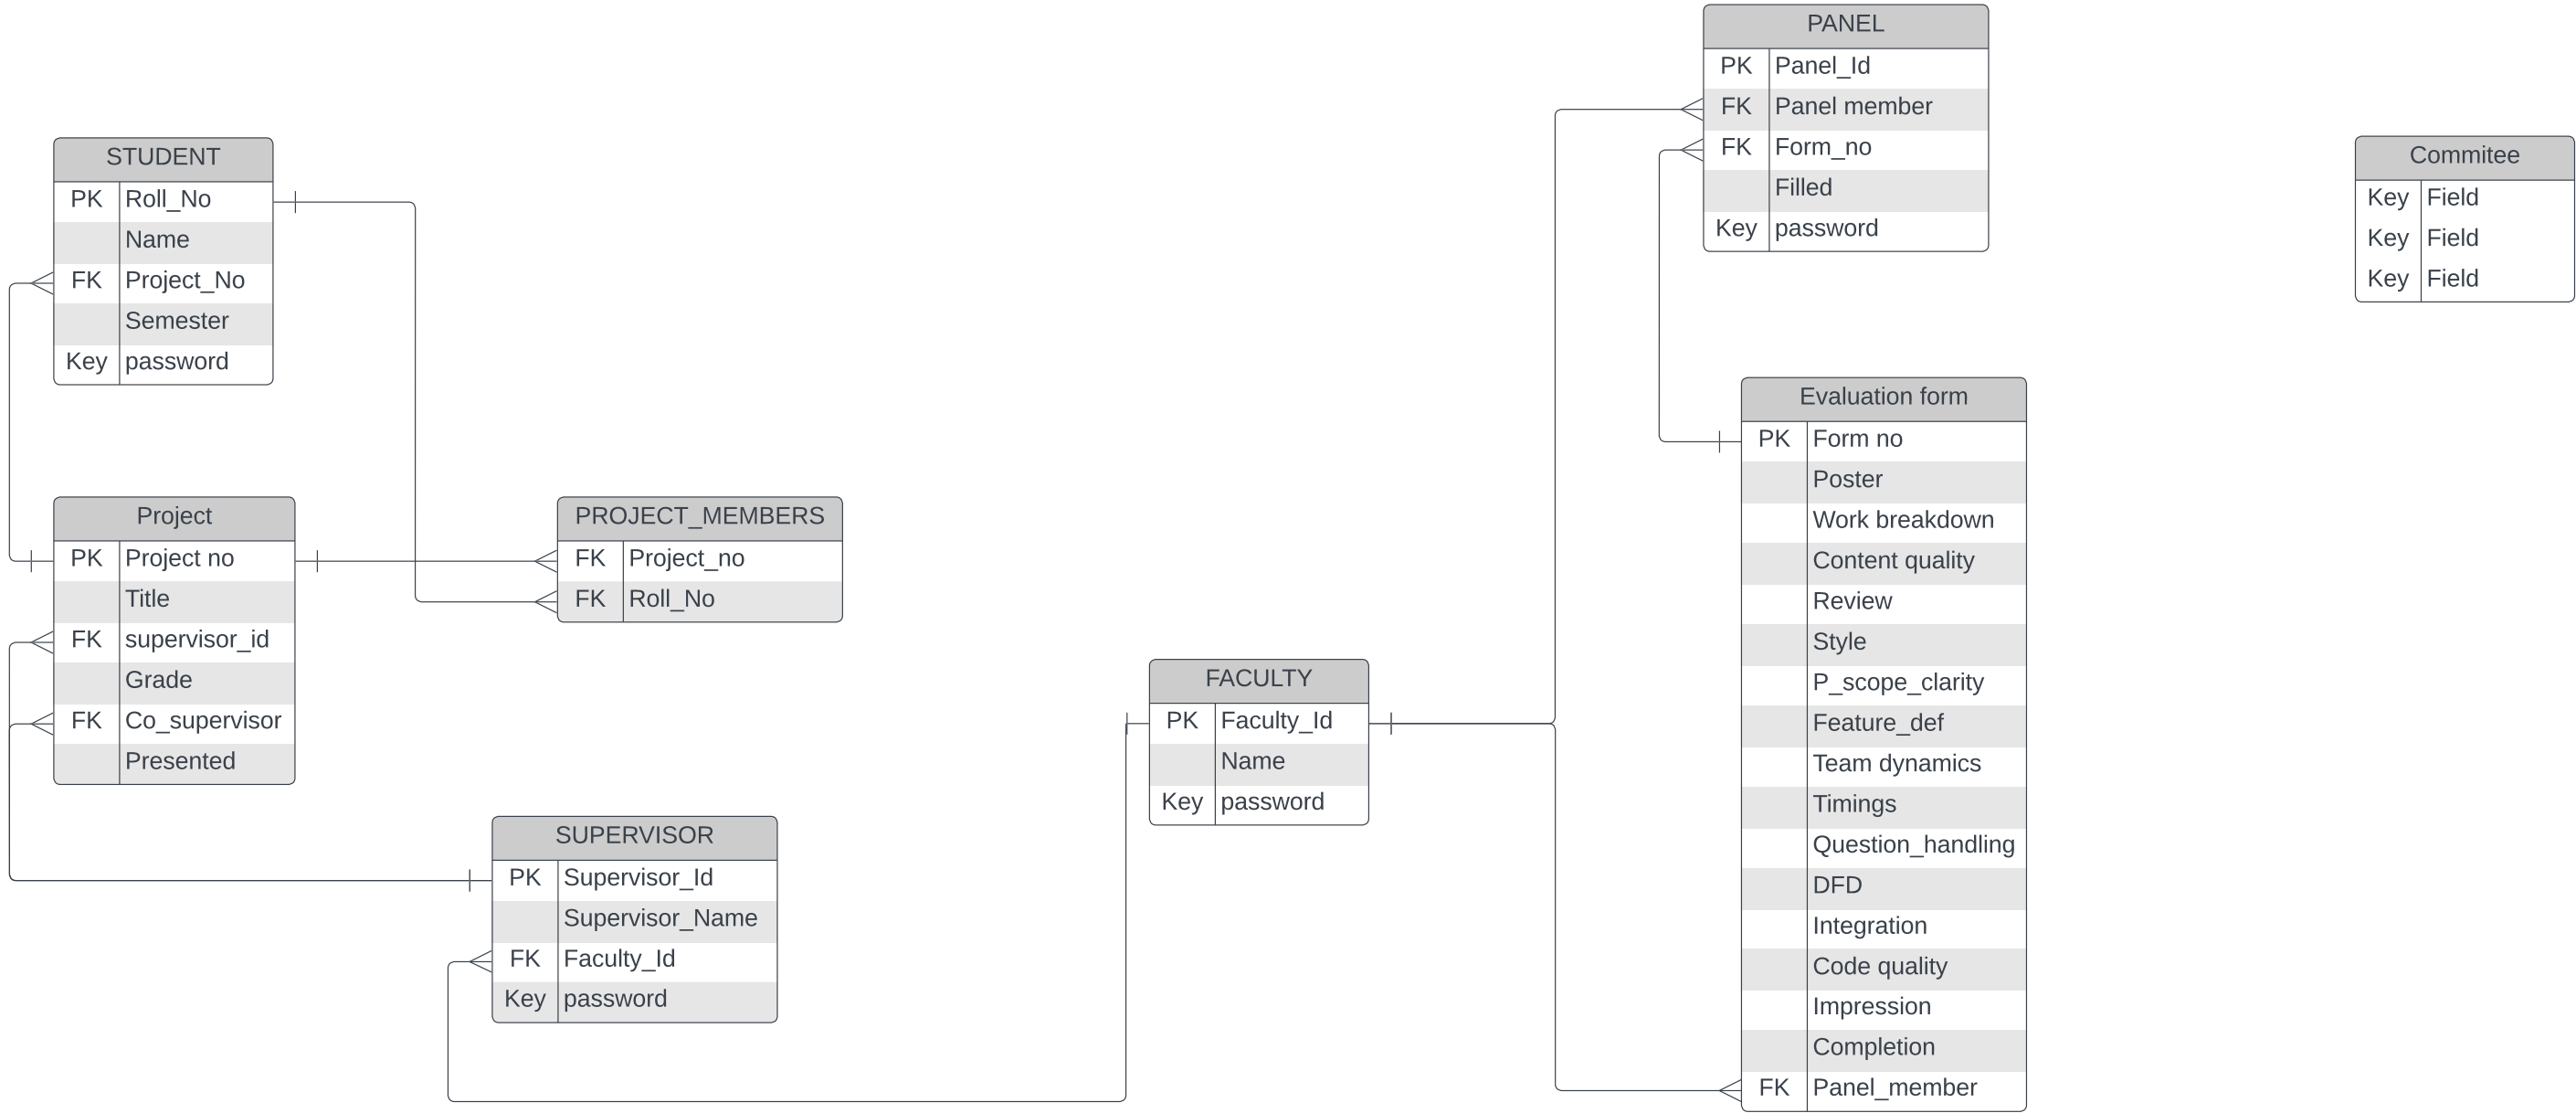 PANEL
PK Panel_Id
FK Panel member
FK Form_no
Filled
Key password
Commitee
Key Field
Key Field
Key Field
STUDENT
PK Roll_No
Name
FK Project_No
Semester
Key password
Evaluation form
PK Form no
Poster
Work breakdown
Content quality
Review
Style
P_scope_clarity
Feature_def
Team dynamics
Timings
Question_handling
DFD
Integration
Code quality
Impression
Completion
FK Panel_member
Project
PK Project no
Title
FK supervisor_id
Grade
FK Co_supervisor
Presented
PROJECT_MEMBERS
FK Project_no
FK Roll_No
FACULTY
PK Faculty_Id
Name
Key password
SUPERVISOR
PK Supervisor_Id
Supervisor_Name
FK Faculty_Id
Key password